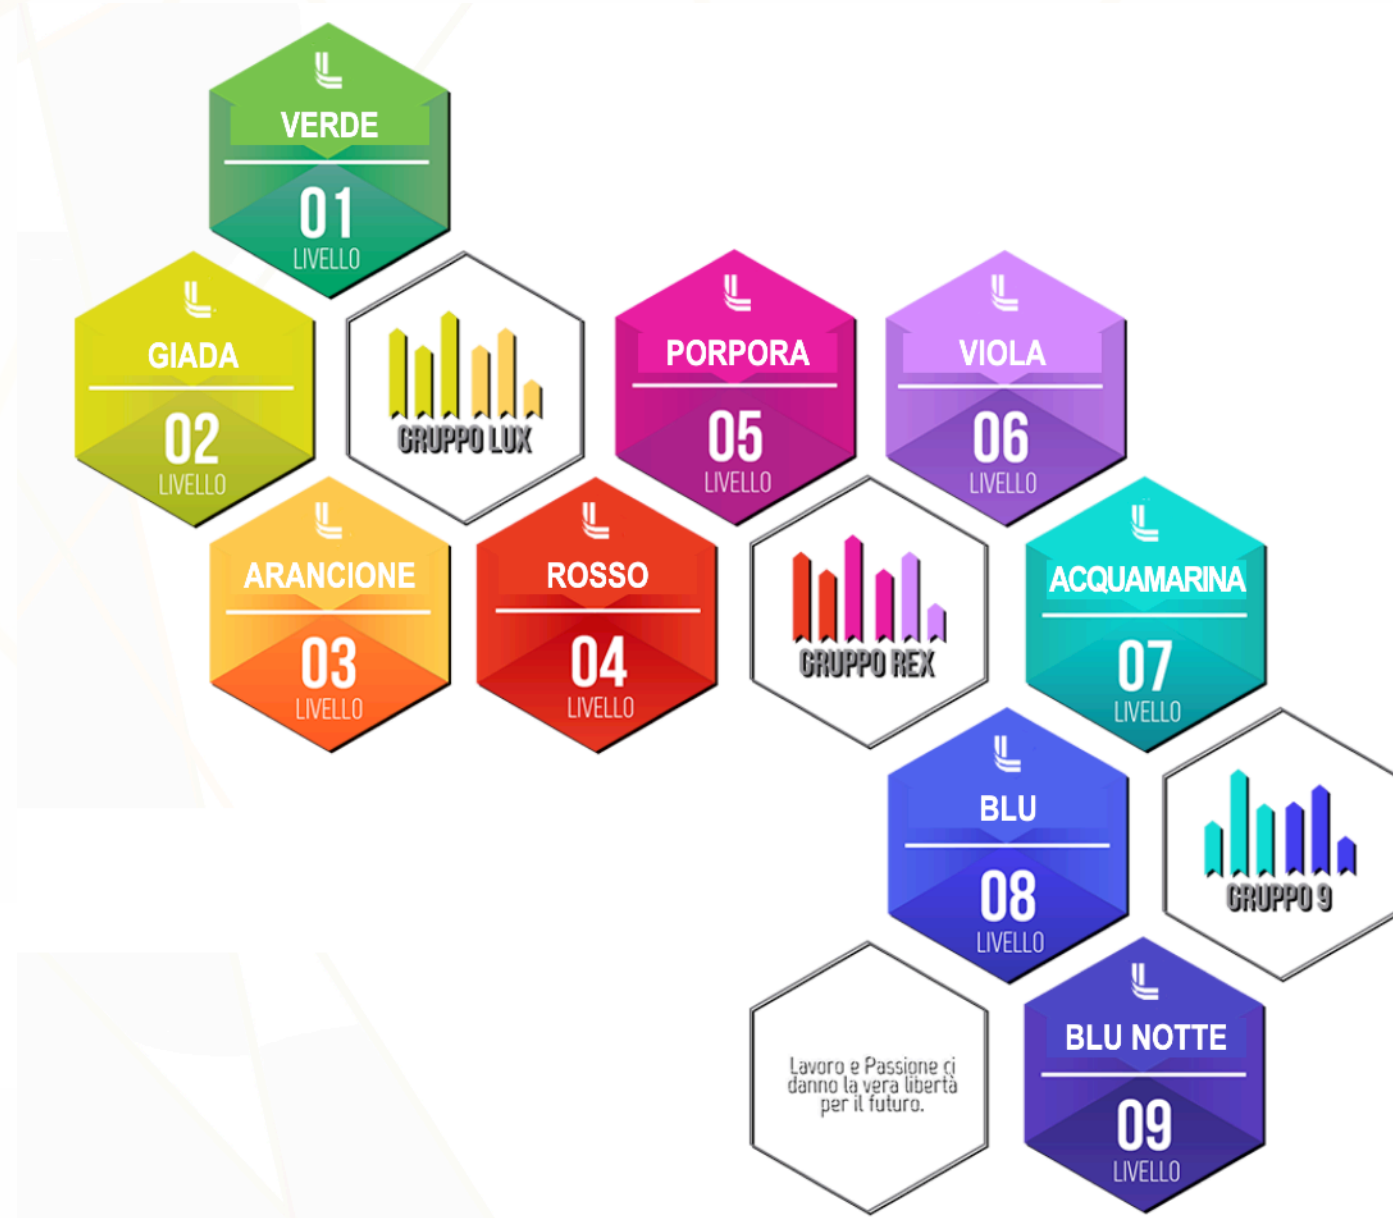 VERDE
01
LIVELLO
GIADA
02
LIVELLO
GRUPPO LUX
PORPORA
05
LIVELLO
VIOLA
06
LIVELLO
ARANCIONE
03
LIVELLO
ROSSO
04
LIVELLO
GRUPPO REX
ACQUAMARINA
07
LIVELLO
BLU
08
LIVELLO
GRUPPO 9
Lavoro e Passione ci
danno la vera libertà
per il futuro.
BLU NOTTE
09
LIVELLO